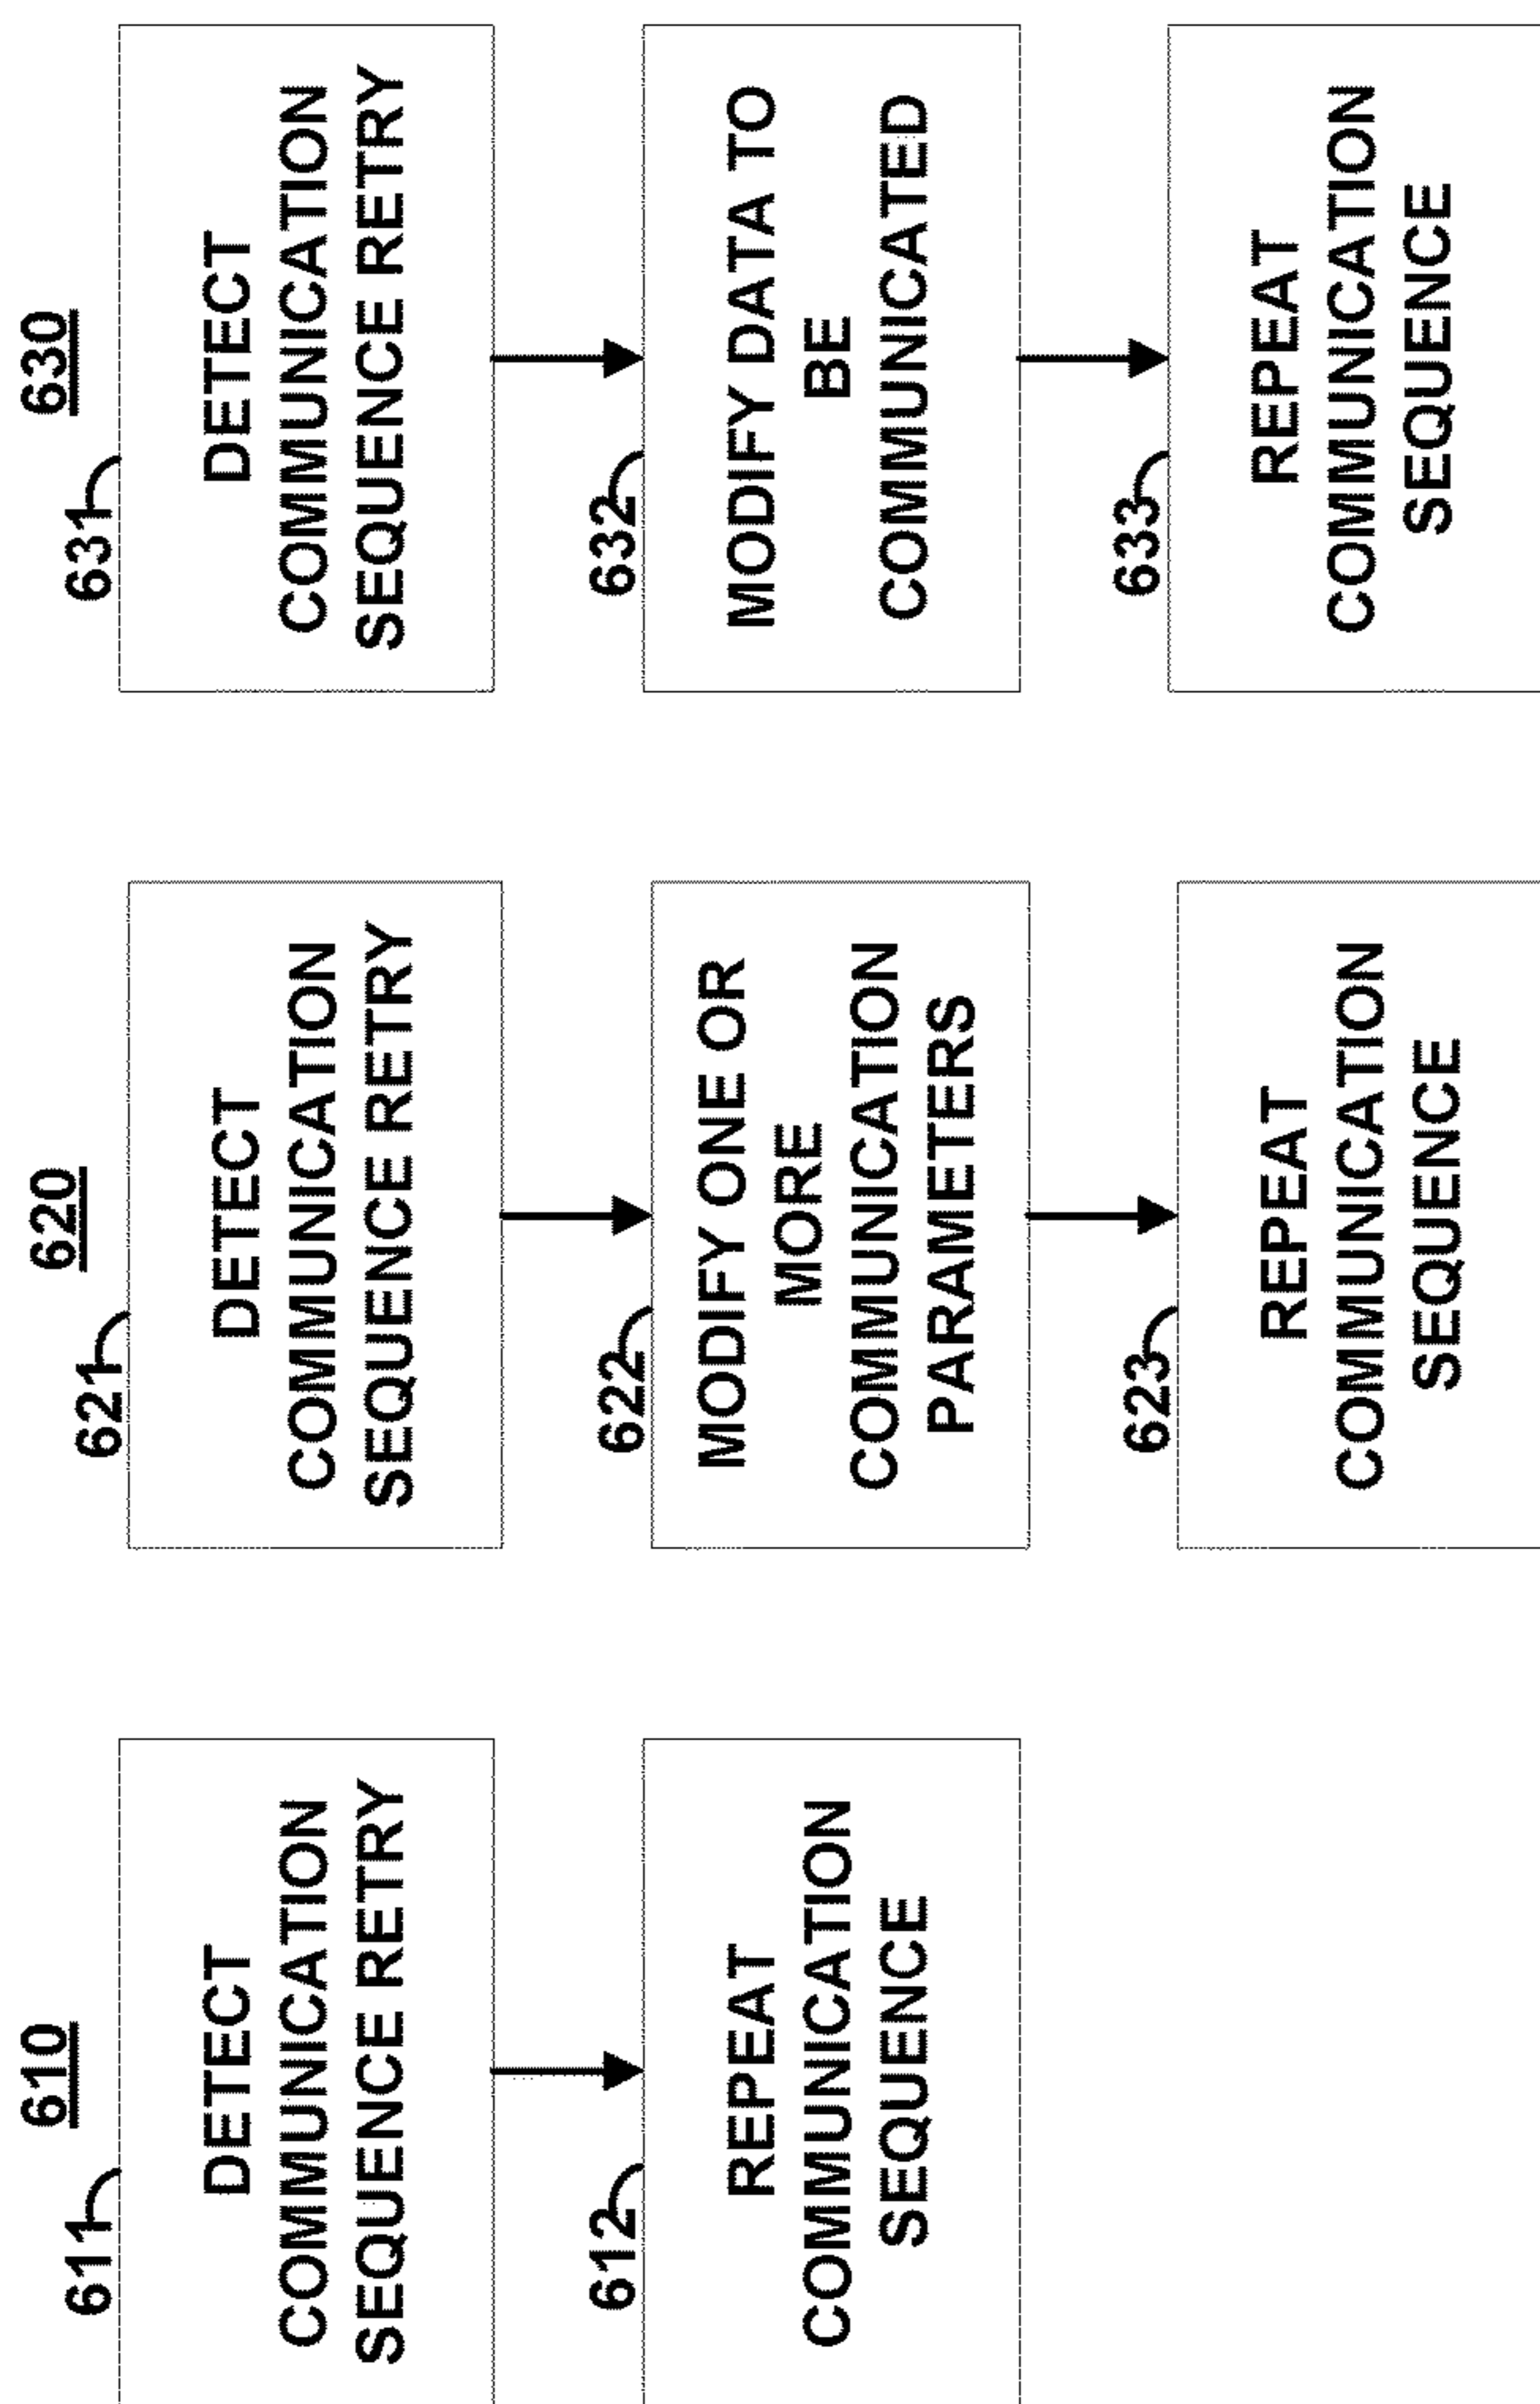 610
611
DETECT
COMMUNICATION
SEQUENCE RETRY
612
REPEAT
COMMUNICATION
SEQUENCE
620
621
DETECT
COMMUNICATION
SEQUENCE RETRY
622
MODIFY ONE OR
MORE
COMMUNICATION
PARAMETERS
623
REPEAT
COMMUNICATION
SEQUENCE
630
631
DETECT
COMMUNICATION
SEQUENCE RETRY
632
MODIFY DATA TO
BE
COMMUNICATED
633
REPEAT
COMMUNICATION
SEQUENCE